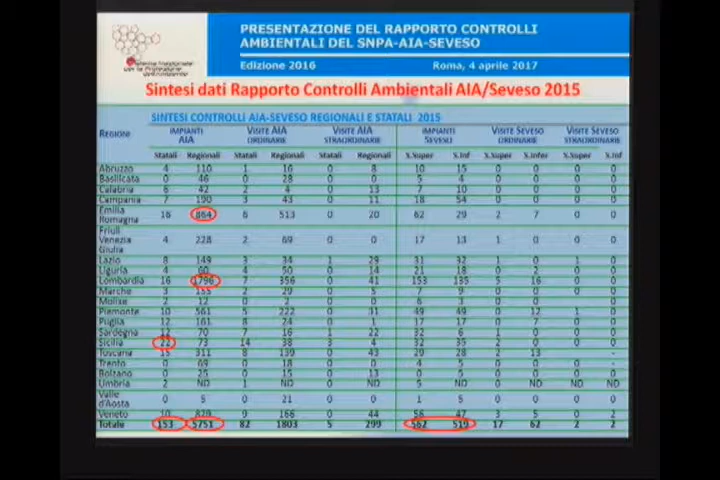 Sistema Nazionale
per la Protezione
dell'Ambiente
PRESENTAZIONE DEL RAPPORTO CONTROLLI
AMBIENTALI DEL SNPA-AIA-SEVESO
Edizione 2016 Roma, 4 aprile 2017
Sintesi dati Rapporto Controlli Ambientali AIA/Seveso 2015
SINTESI CONTROLLI AIA-SEVESO REGIONALI E STATALI 2015
REGIONE IMPIANTI AIA VISITE AIA ORDINARIE VISITE AIA STRAORDINARIE IMPIANTI SEVESO VISITE SEVESO ORDINARIE VISITE SEVESO STRAORDINARIE
Statali Regionali Statali Regionali Statali Regionali S.Super S.Inf S.Super S.Infer S.Super S.Inf
Abruzzo 4 110 1 16 0 8 10 15 0 0 0 0
Basilicata 0 46 0 28 0 0 5 4 0 0 0 0
Calabria 6 42 2 4 0 13 7 10 0 0 0 0
Campania 7 190 3 43 0 11 18 54 0 0 0 0
Emilia Romagna 16 864 6 513 0 20 62 29 2 7 0 0
Friuli Venezia Giulia 4 228 2 69 0 0 17 13 1 0 0 0
Lazio 8 149 3 34 1 29 31 32 1 0 1 0
Liguria 4 60 4 50 0 14 21 18 0 2 0 0
Lombardia 16 1796 7 356 0 41 153 135 5 16 0 0
Marche 3 155 2 29 0 5 7 9 0 0 0 0
Molise 2 12 0 2 0 0 6 3 0 0 0
Piemonte 10 561 5 222 0 31 49 49 0 12 1 0
Puglia 12 161 8 24 0 1 17 17 0 7 0 0
Sardegna 12 70 7 16 1 22 32 6 1 0 0 0
Sicilia 22 73 14 38 3 4 32 35 2 0 0 0
Toscana 15 311 8 139 0 43 29 28 2 13 -
Trento 0 69 0 18 0 0 4 5 0 0 0 -
Bolzano 0 25 0 15 0 13 0 5 0 0 0 0
Umbria 2 ND 1 ND 0 ND 5 ND 0 ND ND ND
Valle d'Aosta 0 5 0 21 0 0 1 5 0 0 0 0
Veneto 10 829 9 166 0 44 56 47 3 5 0 2
Totale 153 5751 82 1803 5 299 562 519 17 62 2 2